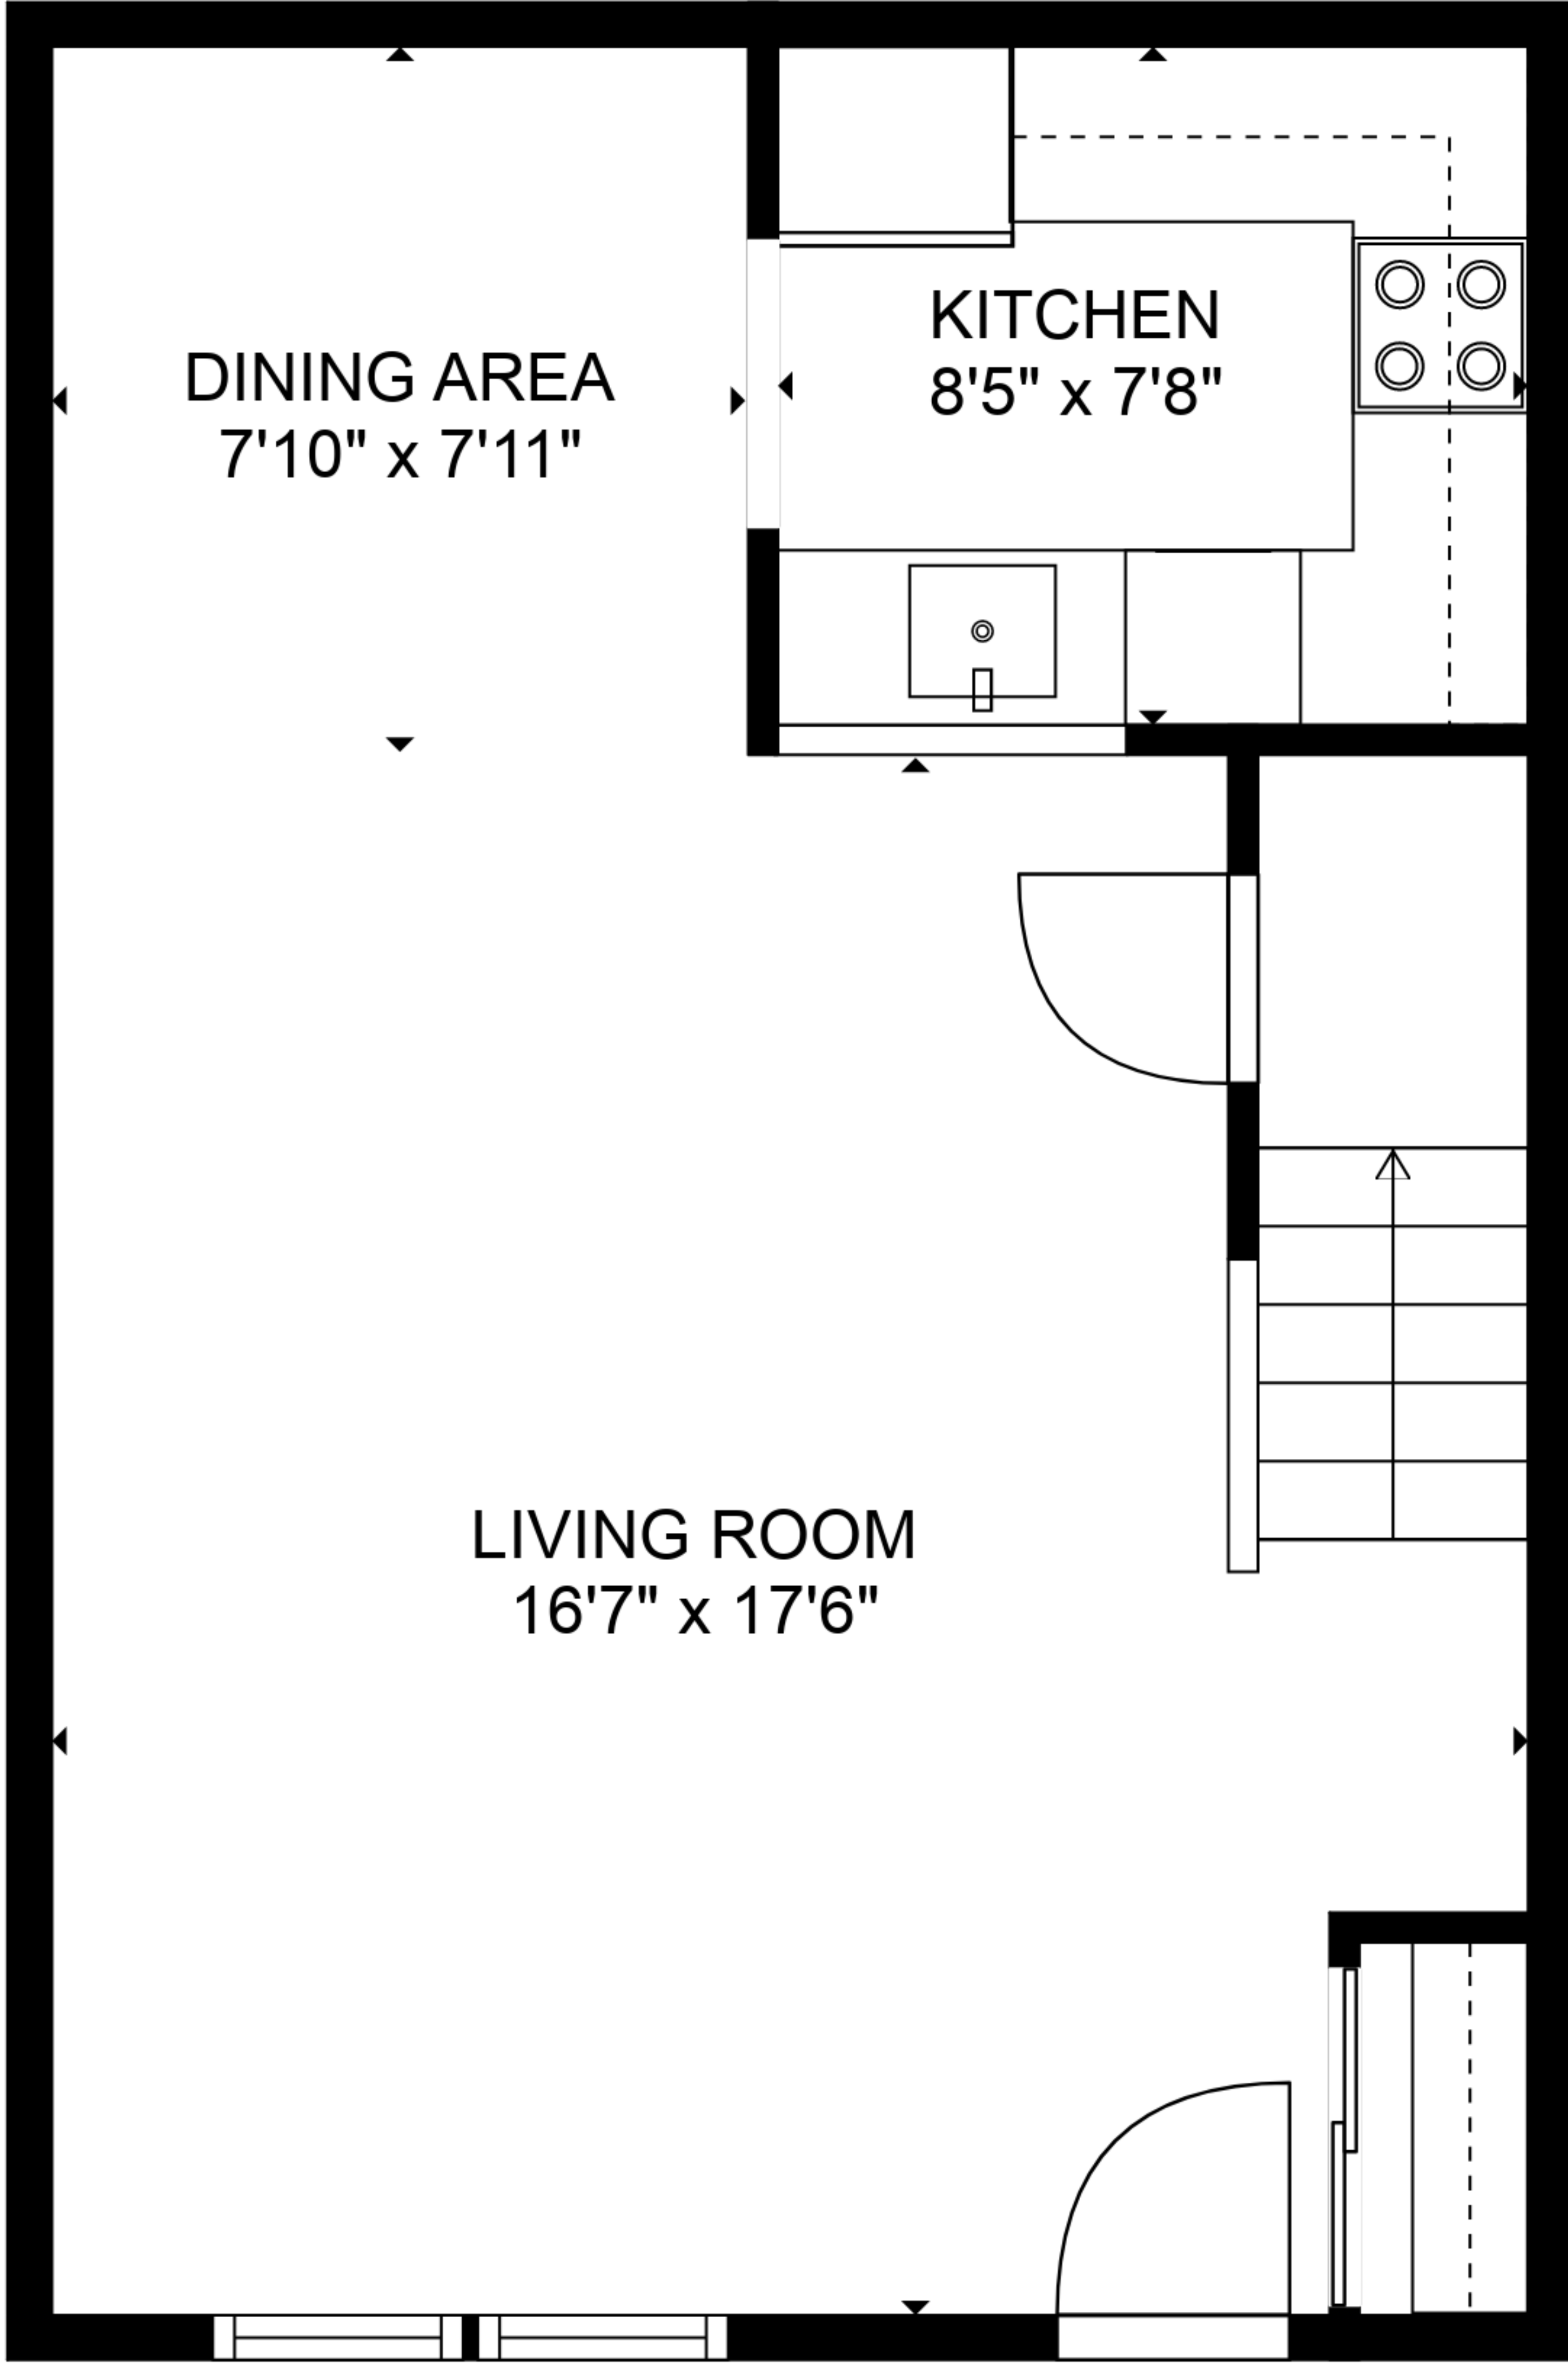 DINING AREA
7'10" x 7'11"
KITCHEN
8'5" x 7'8"
LIVING ROOM
16'7" x 17'6"